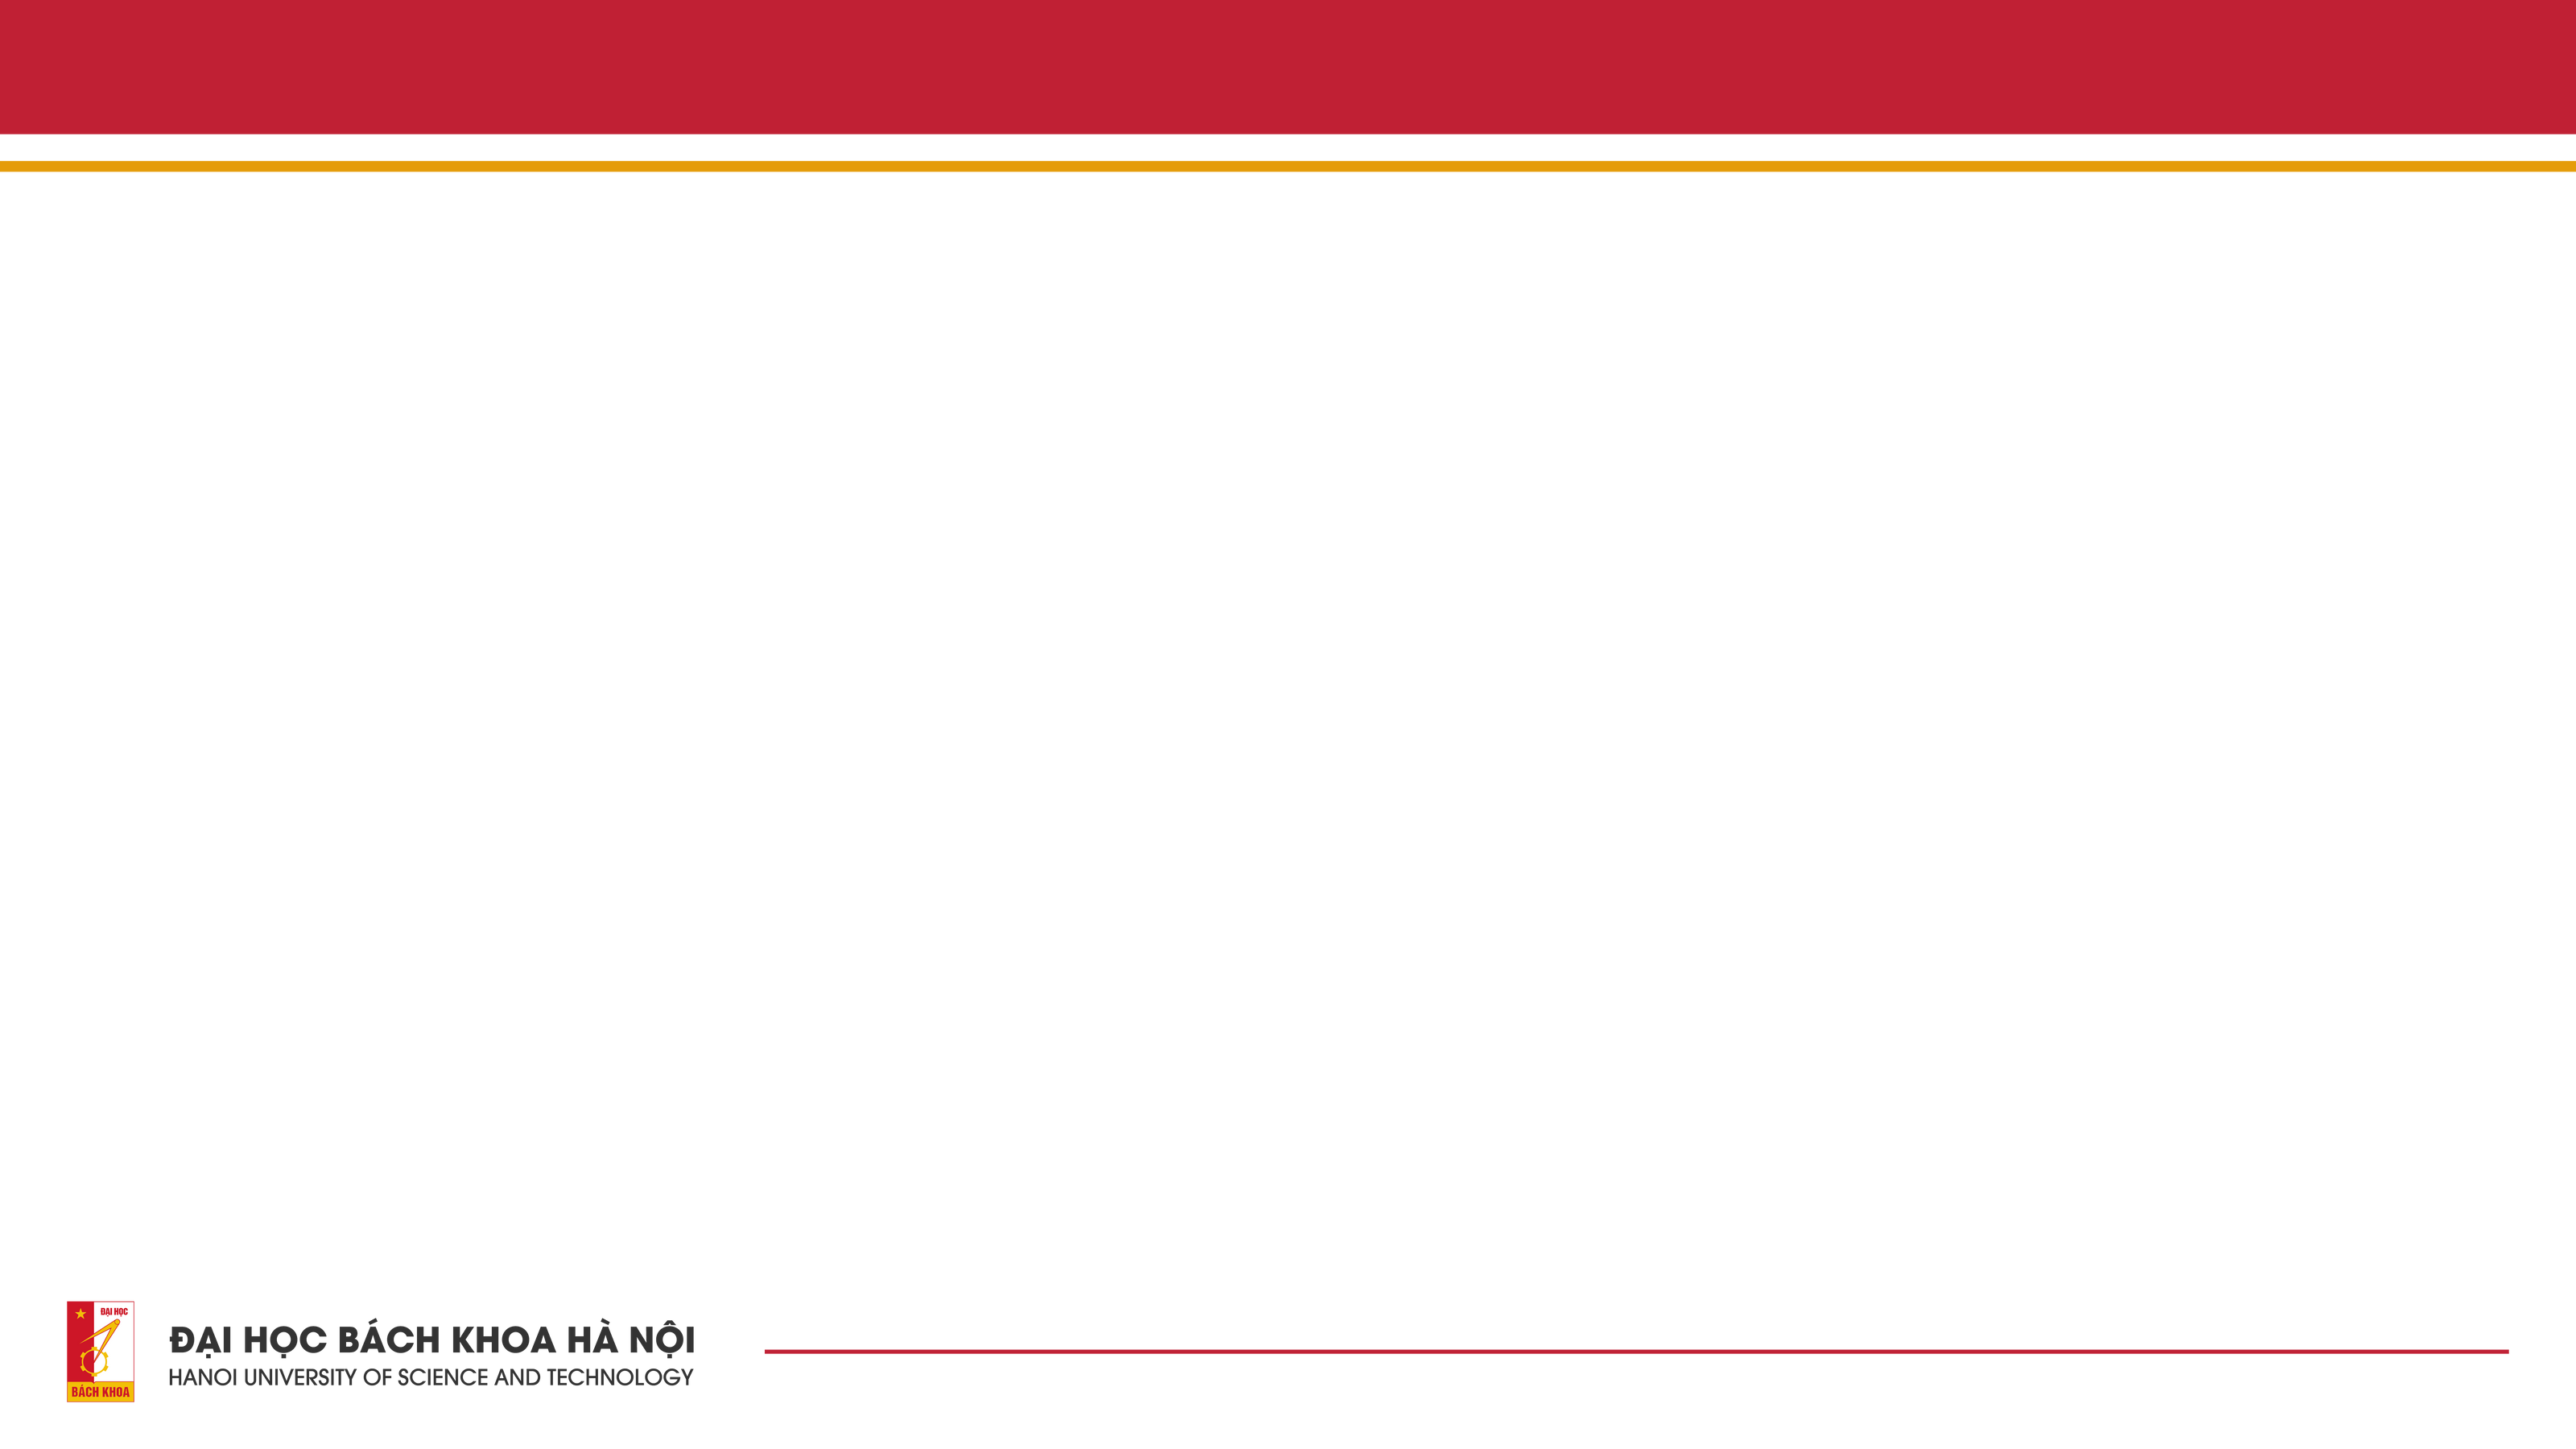 ĐẠI HỌC
BÁCH KHOA
ĐẠI HỌC BÁCH KHOA HÀ NỘI
HANOI UNIVERSITY OF SCIENCE AND TECHNOLOGY